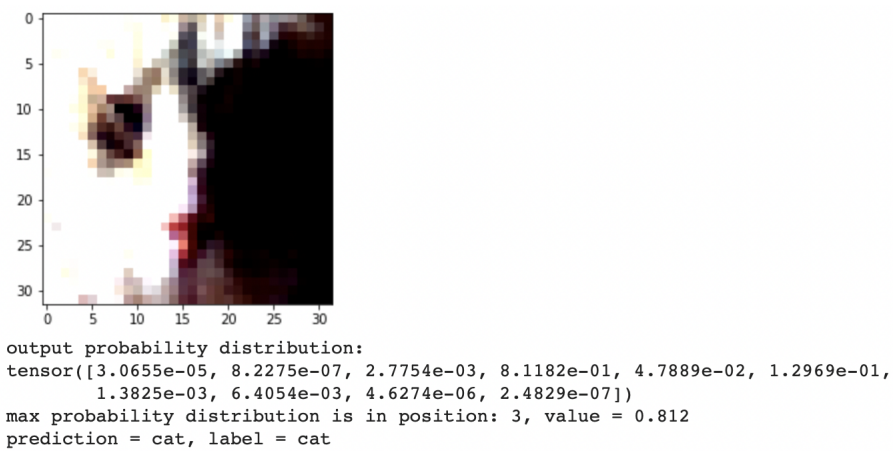 0
5
10
15
20
25
30
0 5 10 15 20 25 30
output probability distribution:
tensor([3.0655e-05, 8.2275e-07, 2.7754e-03, 8.1182e-01, 4.7889e-02, 1.2969e-01,
1.3825e-03, 6.4054e-03, 4.6274e-06, 2.4829e-07])
max probability distribution is in position: 3, value = 0.812
prediction = cat, label = cat